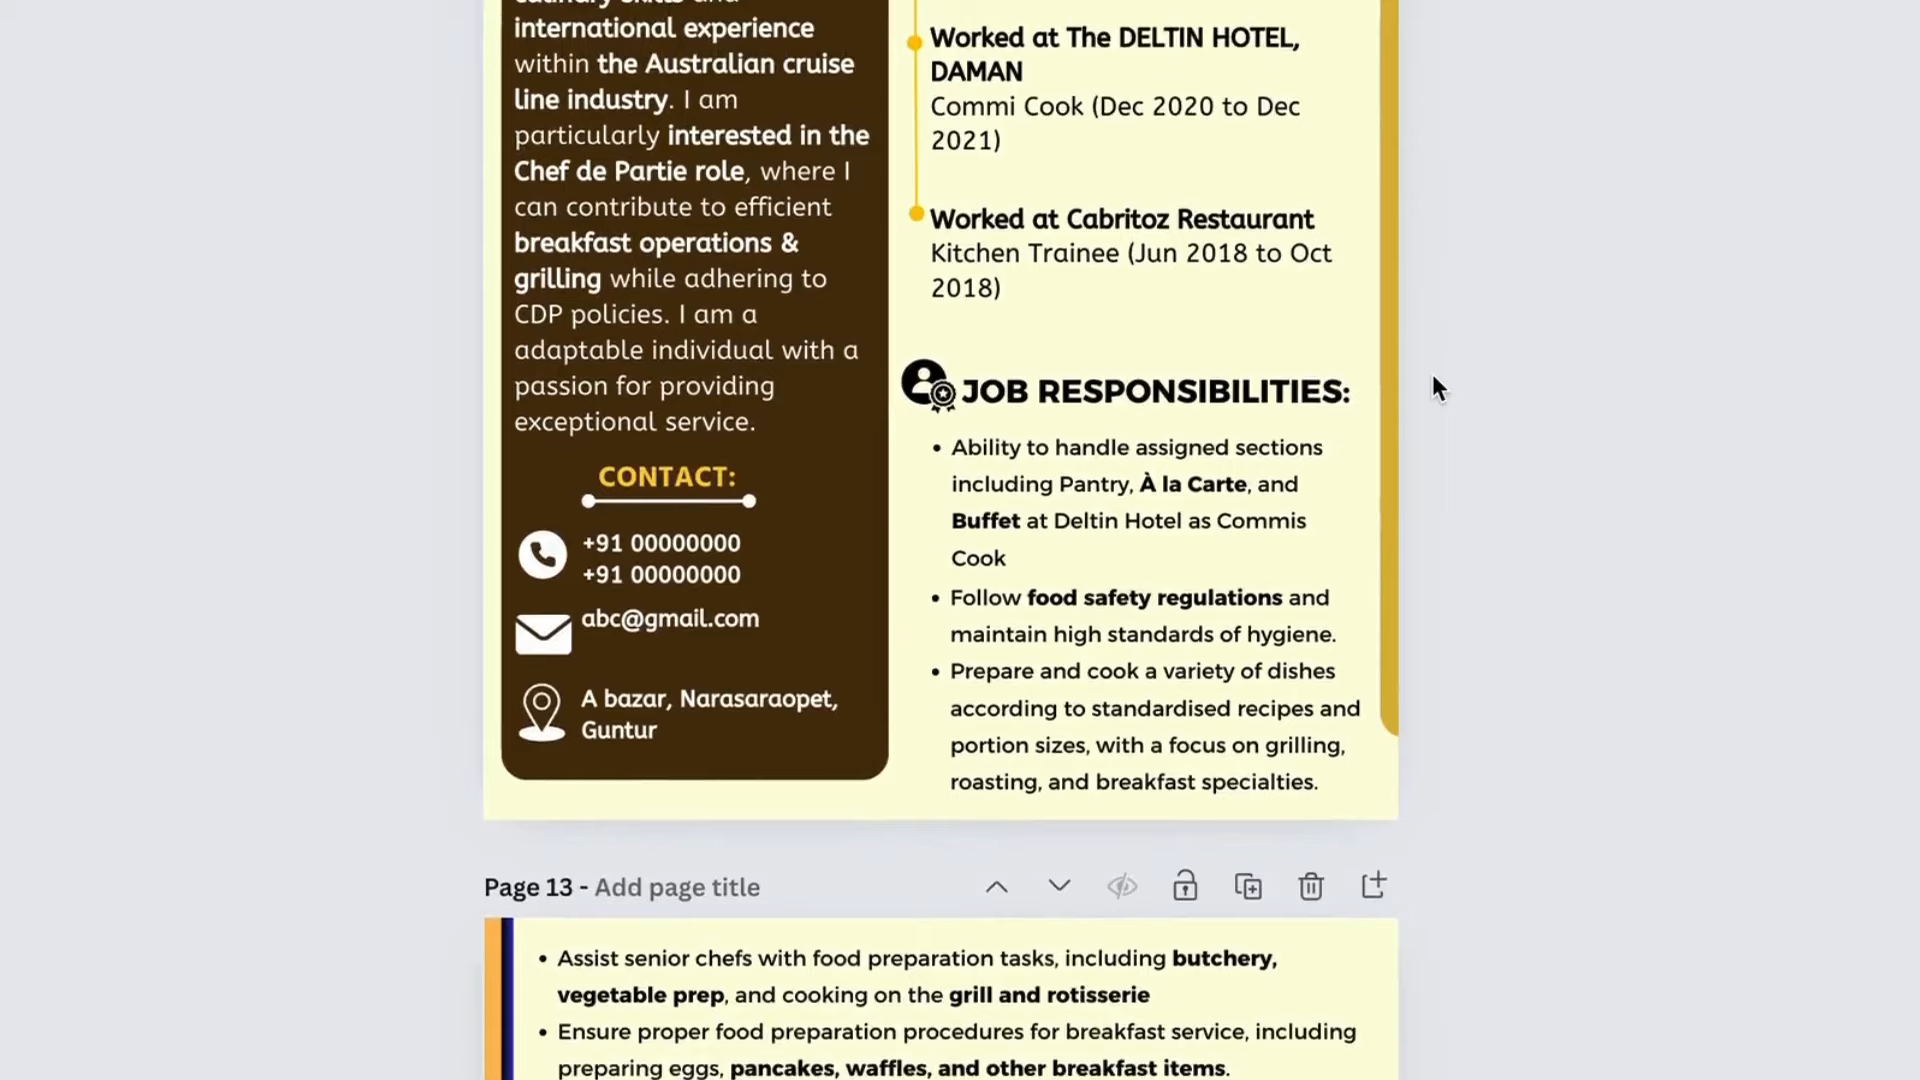 culinary skills and
international experience
within the Australian cruise
line industry. I am
particularly interested in the
Chef de Partie role, where I
can contribute to efficient
breakfast operations &
grilling while adhering to
CDP policies. I am a
adaptable individual with a
passion for providing
exceptional service.
CONTACT:
+91 00000000
+91 00000000
abc@gmail.com
A bazar, Narasaraopet,
Guntur
Worked at The DELTIN HOTEL,
DAMAN
Commi Cook (Dec 2020 to Dec
2021)
Worked at Cabritoz Restaurant
Kitchen Trainee (Jun 2018 to Oct
2018)
JOB RESPONSIBILITIES:
• Ability to handle assigned sections
including Pantry, À la Carte, and
Buffet at Deltin Hotel as Commis
Cook
• Follow food safety regulations and
maintain high standards of hygiene.
• Prepare and cook a variety of dishes
according to standardised recipes and
portion sizes, with a focus on grilling,
roasting, and breakfast specialties.
Page 13 - Add page title
• Assist senior chefs with food preparation tasks, including butchery,
vegetable prep, and cooking on the grill and rotisserie
• Ensure proper food preparation procedures for breakfast service, including
preparing eggs, pancakes, waffles, and other breakfast items.